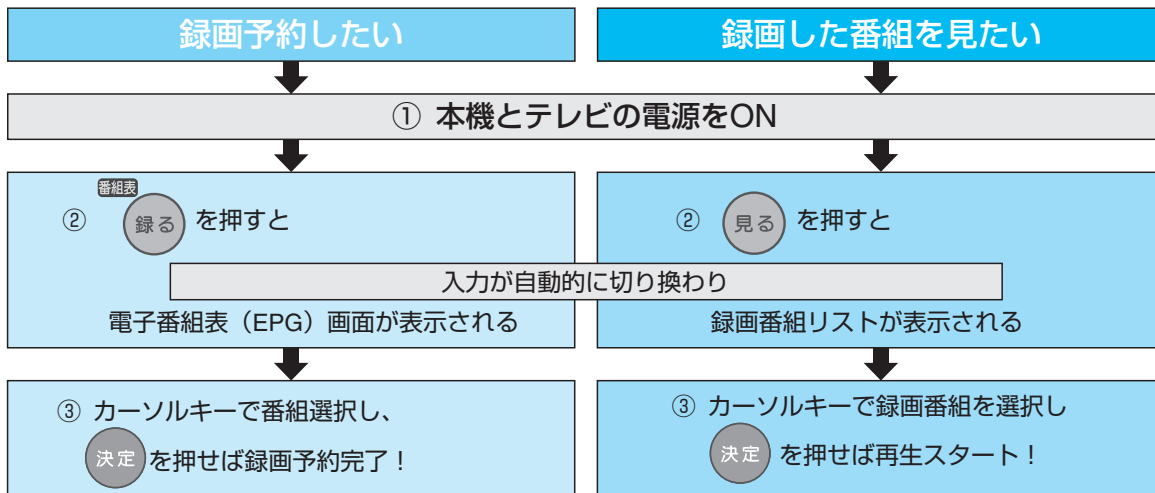 録画予約したい
録画した番組を見たい
① 本機とテレビの電源をON
番組表
② 録る を押すと
② 見る を押すと
入力が自動的に切り換わり
電子番組表（EPG）画面が表示される
録画番組リストが表示される
③ カーソルキーで番組選択し、
決定 を押せば録画予約完了！
③ カーソルキーで録画番組を選択し
決定 を押せば再生スタート！